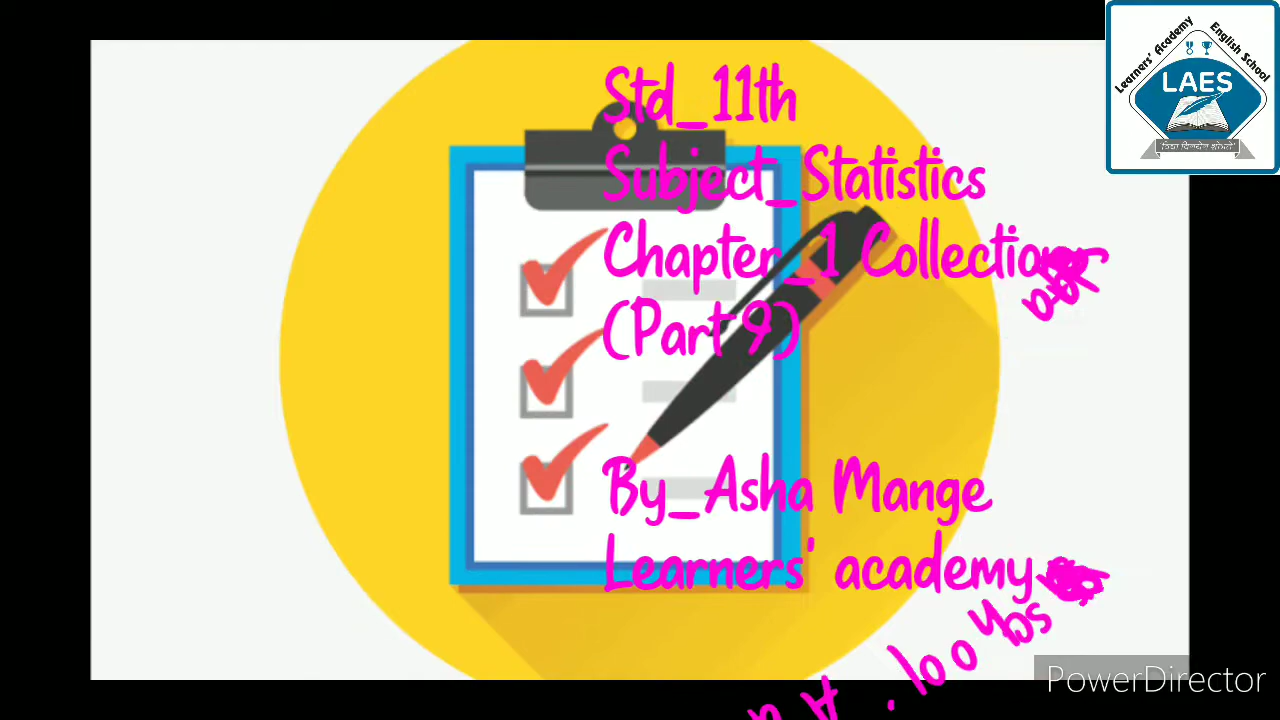 Std_11th
Subject_Statistics
Chapter_1 Collection
(Part 9)
By_Asha Mange
Learners' academy
Learners' Academy
English School
LAES
PowerDirector